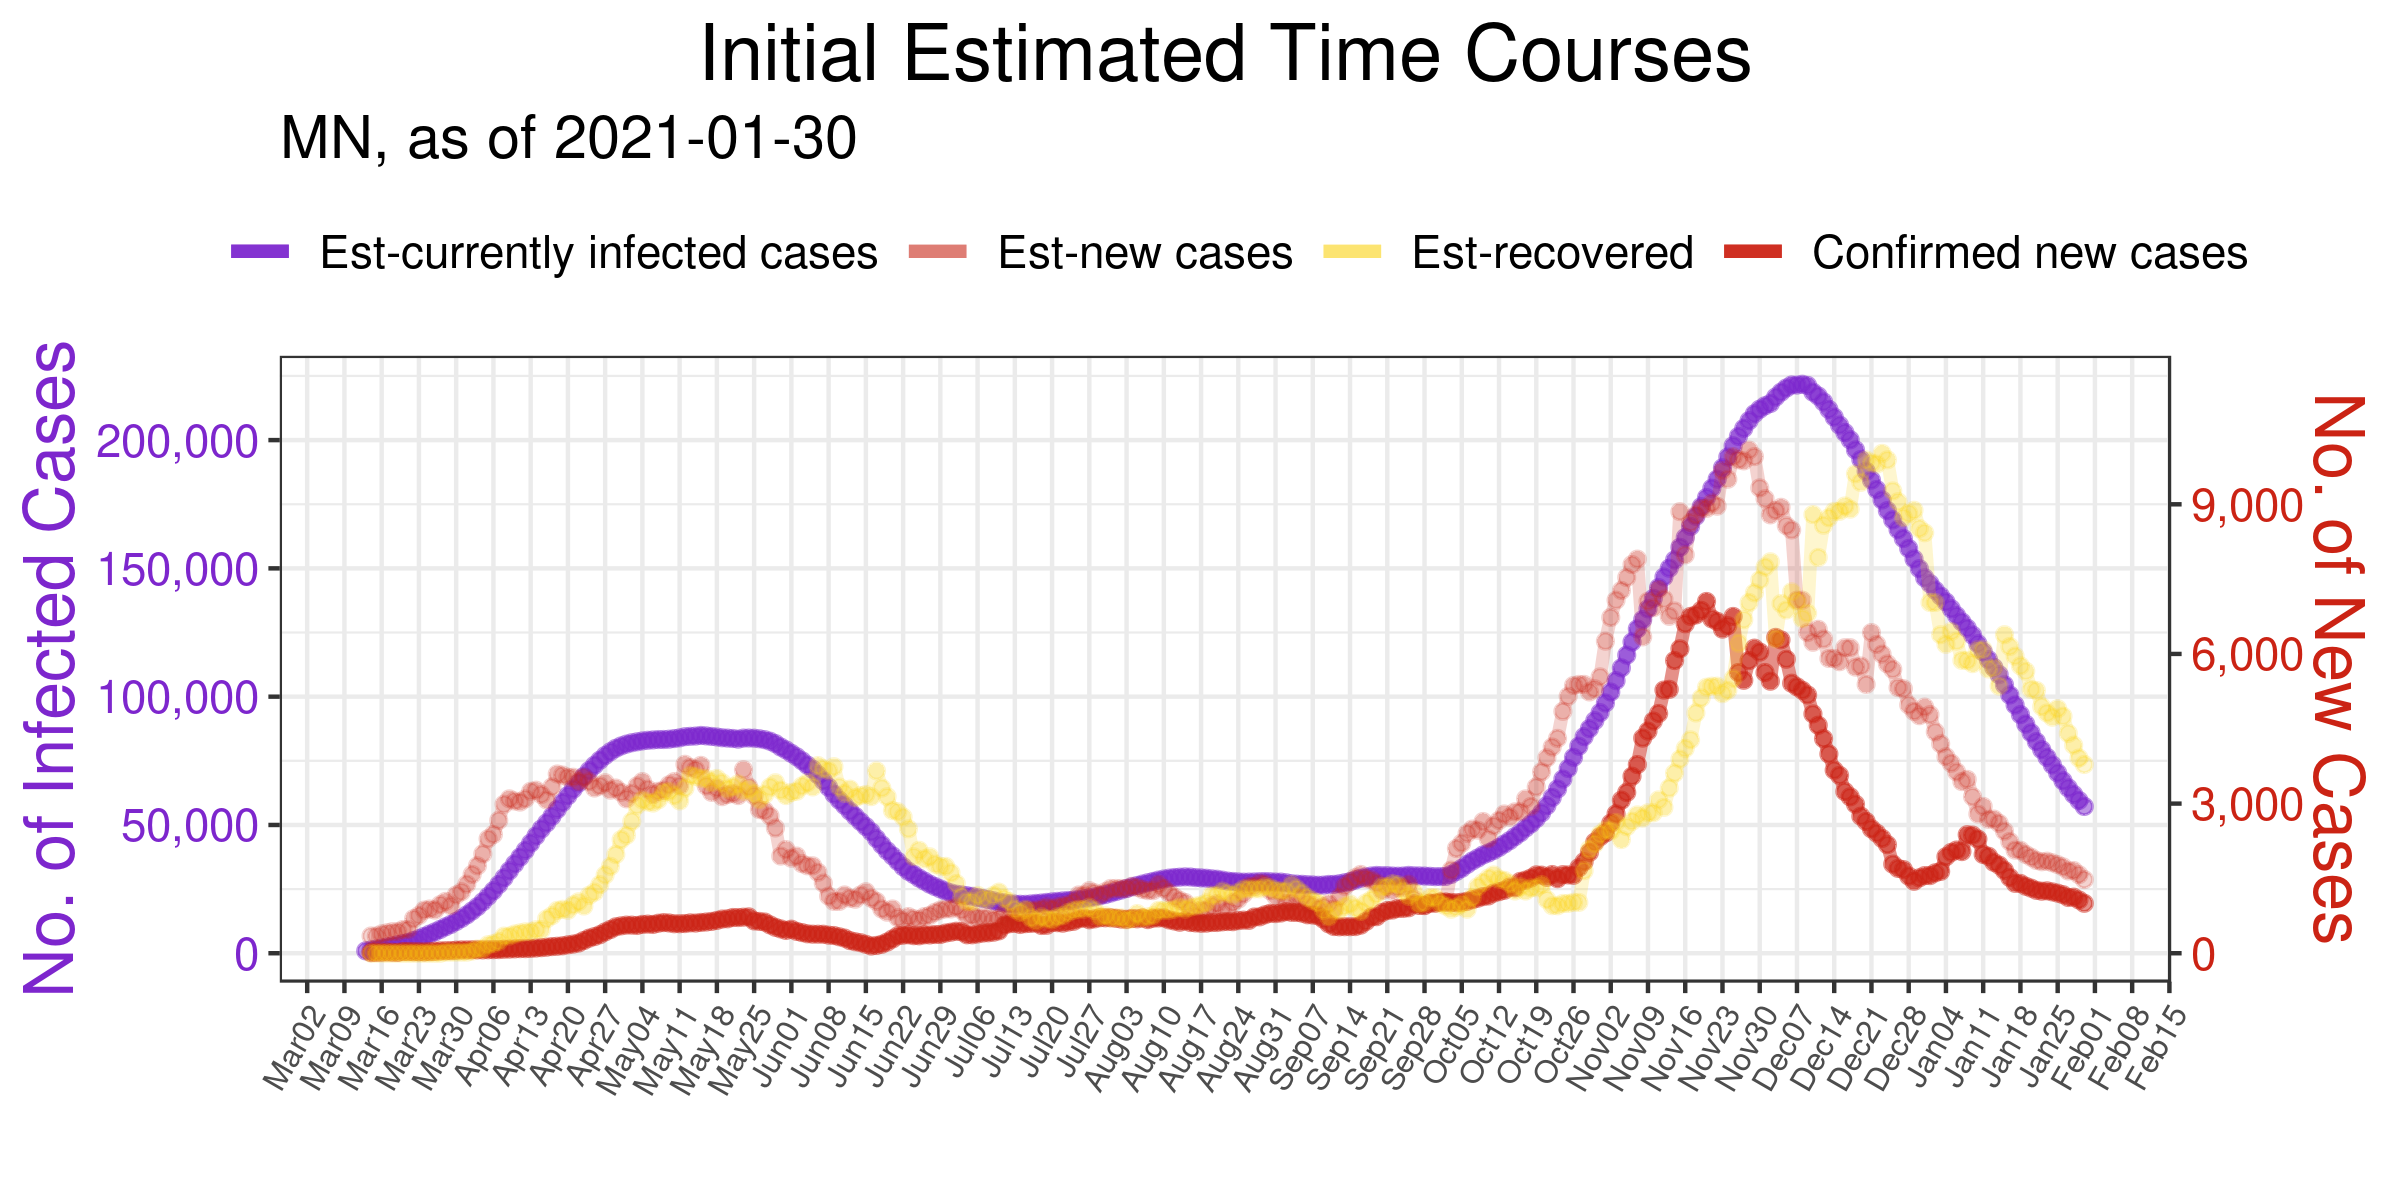 Initial Estimated Time Courses
MN, as of 2021-01-30
Est-currently infected cases
Est-new cases
Est-recovered
Confirmed new cases
No. of Infected Cases
200,000
150,000
100,000
50,000
0
No. of New Cases
9,000
6,000
3,000
0
Mar02
Mar09
Mar16
Mar23
Mar30
Apr06
Apr13
Apr20
Apr27
May04
May11
May18
May25
Jun01
Jun08
Jun15
Jun22
Jun29
Jul06
Jul13
Jul20
Jul27
Aug03
Aug10
Aug17
Aug24
Aug31
Sep07
Sep14
Sep21
Sep28
Oct05
Oct12
Oct19
Oct26
Nov02
Nov09
Nov16
Nov23
Nov30
Dec07
Dec14
Dec21
Dec28
Jan04
Jan11
Jan18
Jan25
Feb01
Feb08
Feb15